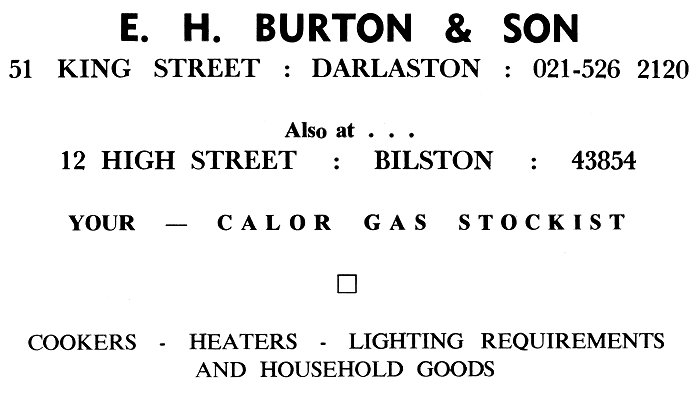 E. H. BURTON & SON
51 KING STREET : DARLASTON : 021-526 2120
Also at . . .
12 HIGH STREET : BILSTON : 43854
YOUR — CALOR GAS STOCKIST
COOKERS - HEATERS - LIGHTING REQUIREMENTS
AND HOUSEHOLD GOODS